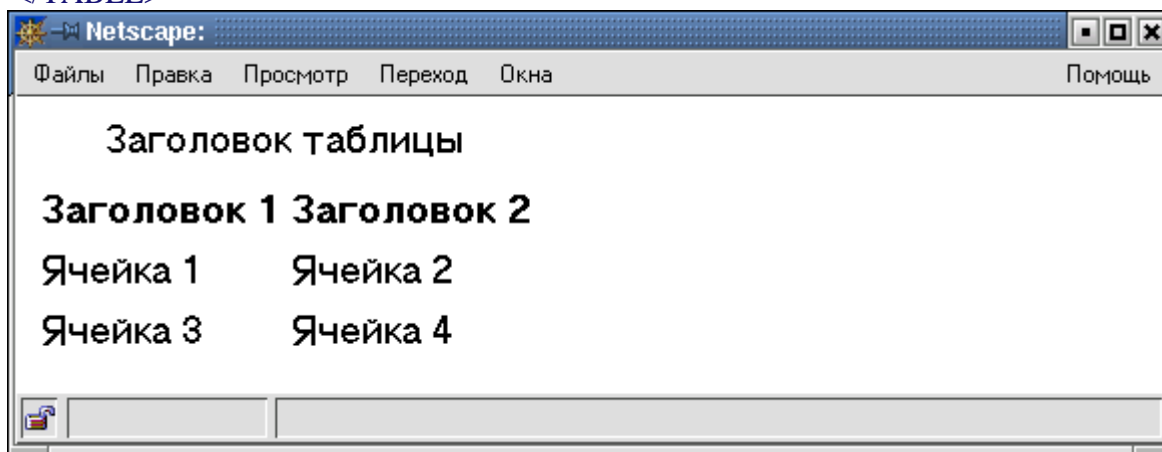 </TABLE>
Netscape:
Файлы Правка Просмотр Переход Окна Помощь
Заголовок таблицы
Заголовок 1 Заголовок 2
Ячейка 1 Ячейка 2
Ячейка 3 Ячейка 4